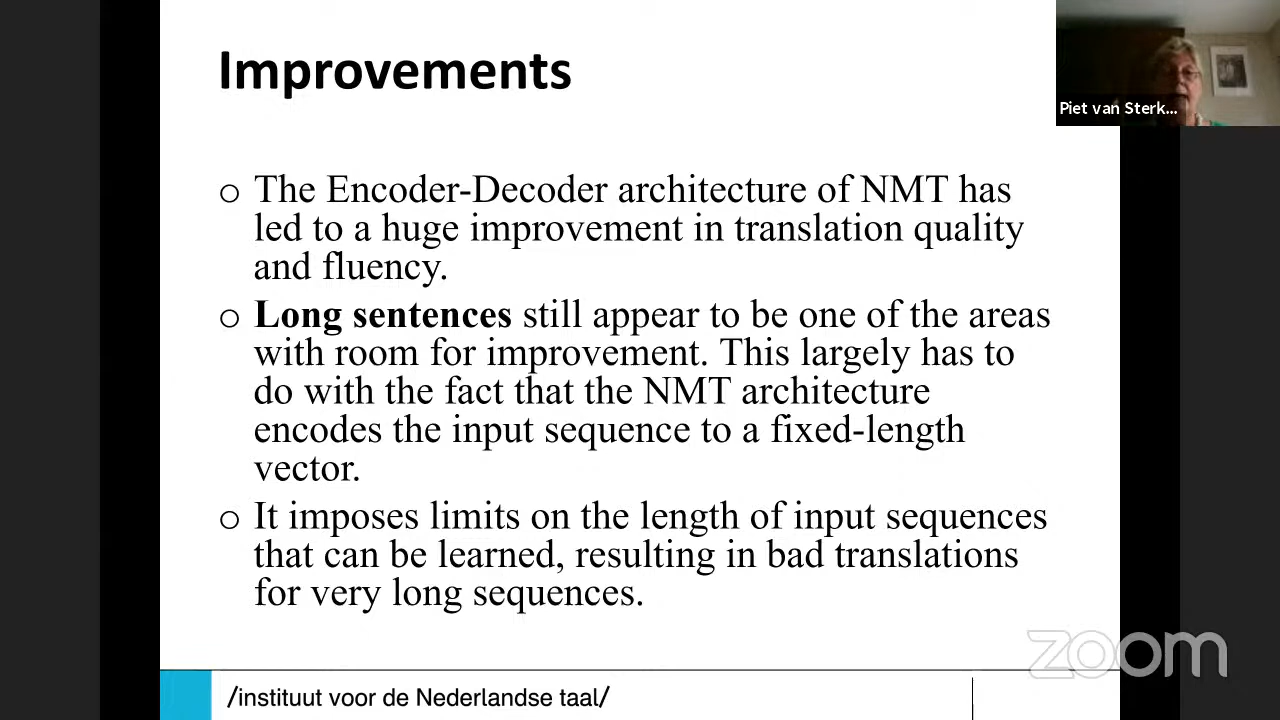 Improvements
Piet van Sterk...
o The Encoder-Decoder architecture of NMT has
led to a huge improvement in translation quality
and fluency.
o Long sentences still appear to be one of the areas
with room for improvement. This largely has to
do with the fact that the NMT architecture
encodes the input sequence to a fixed-length
vector.
o It imposes limits on the length of input sequences
that can be learned, resulting in bad translations
for very long sequences.
zoom
/instituut voor de Nederlandse taal/